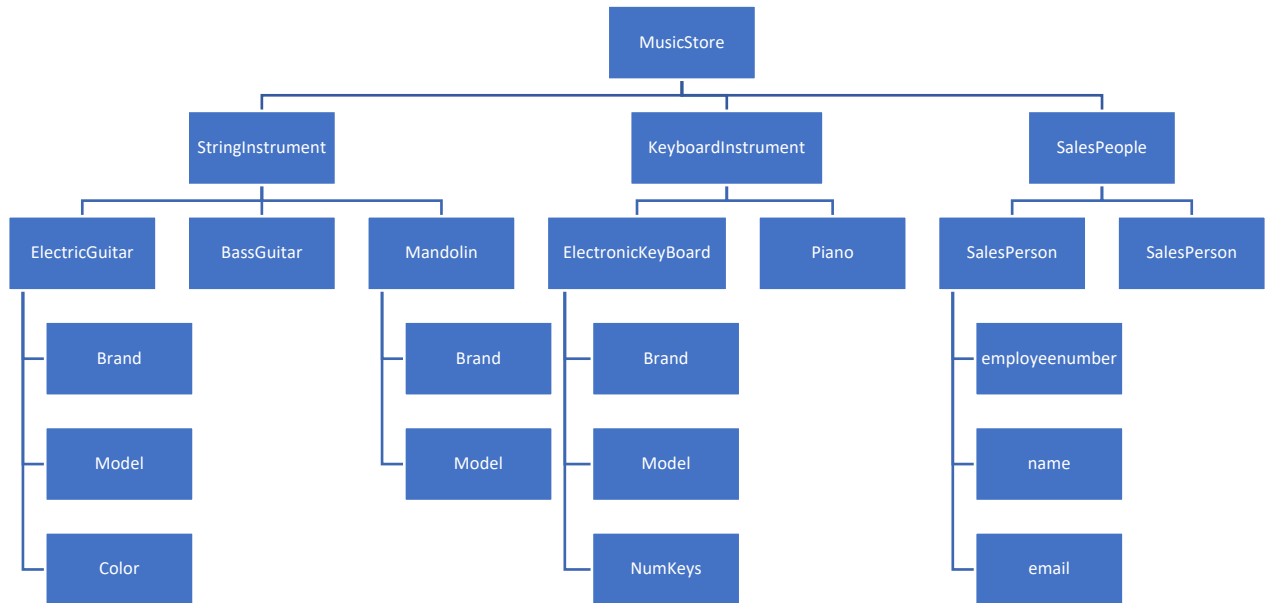 MusicStore
StringInstrument
KeyboardInstrument
SalesPeople
ElectricGuitar
BassGuitar
Mandolin
ElectronicKeyBoard
Piano
SalesPerson
SalesPerson
Brand
Brand
Brand
employeenumber
Model
Model
Model
name
Color
NumKeys
email